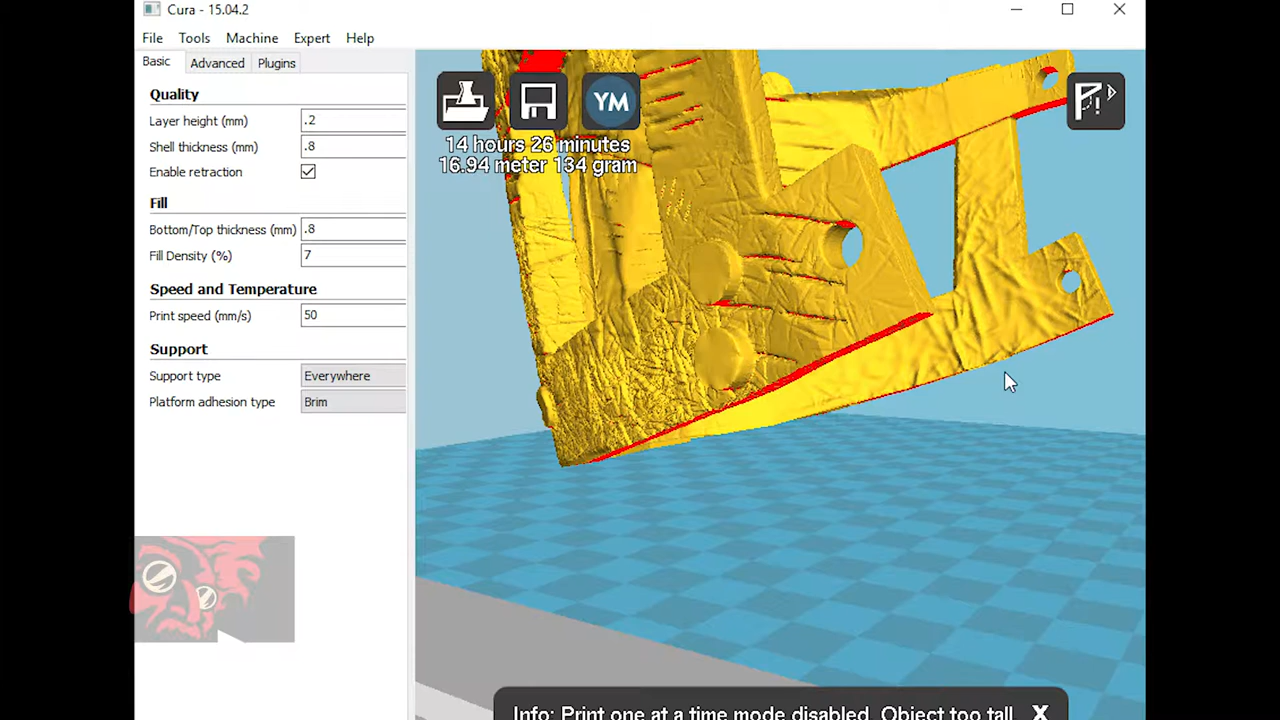 Cura - 15.04.2
File Tools Machine Expert Help
Basic Advanced Plugins
Quality
Layer height (mm) .2
Shell thickness (mm) .8
Enable retraction
Fill
Bottom/Top thickness (mm) .8
Fill Density (%) 7
Speed and Temperature
Print speed (mm/s) 50
Support
Support type Everywhere
Platform adhesion type Brim
YM
14 hours 26 minutes
16.94 meter 134 gram
Info: Print one at a time mode disabled. Object too tall. X